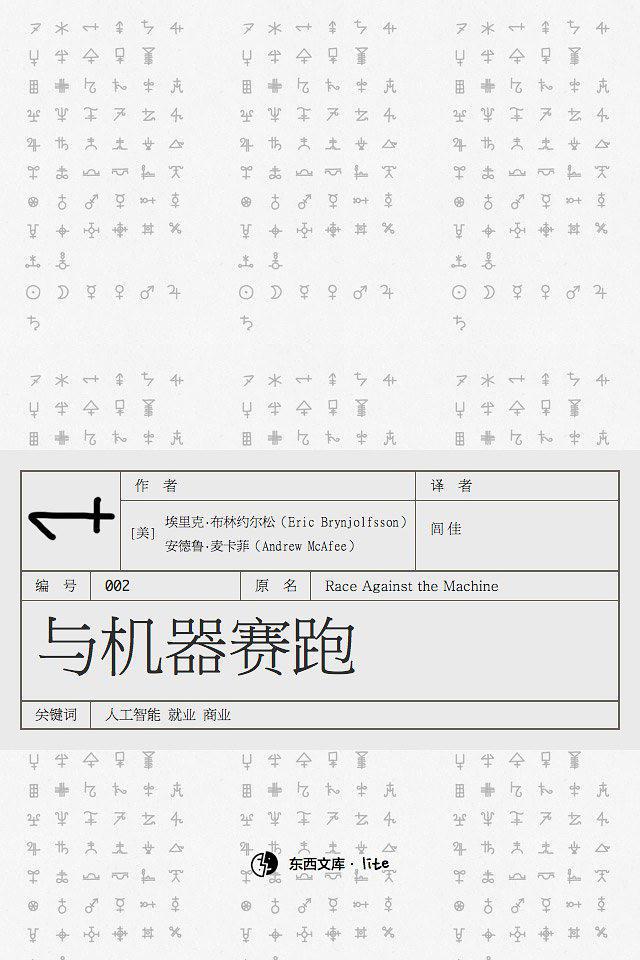 作 者
译 者
[美]
埃里克·布林约尔松（Eric Brynjolfsson）
安德鲁·麦卡菲（Andrew McAfee）
闾佳
编 号
002
原 名
Race Against the Machine
与机器赛跑
关键词
人工智能 就业 商业
东西文库·lite